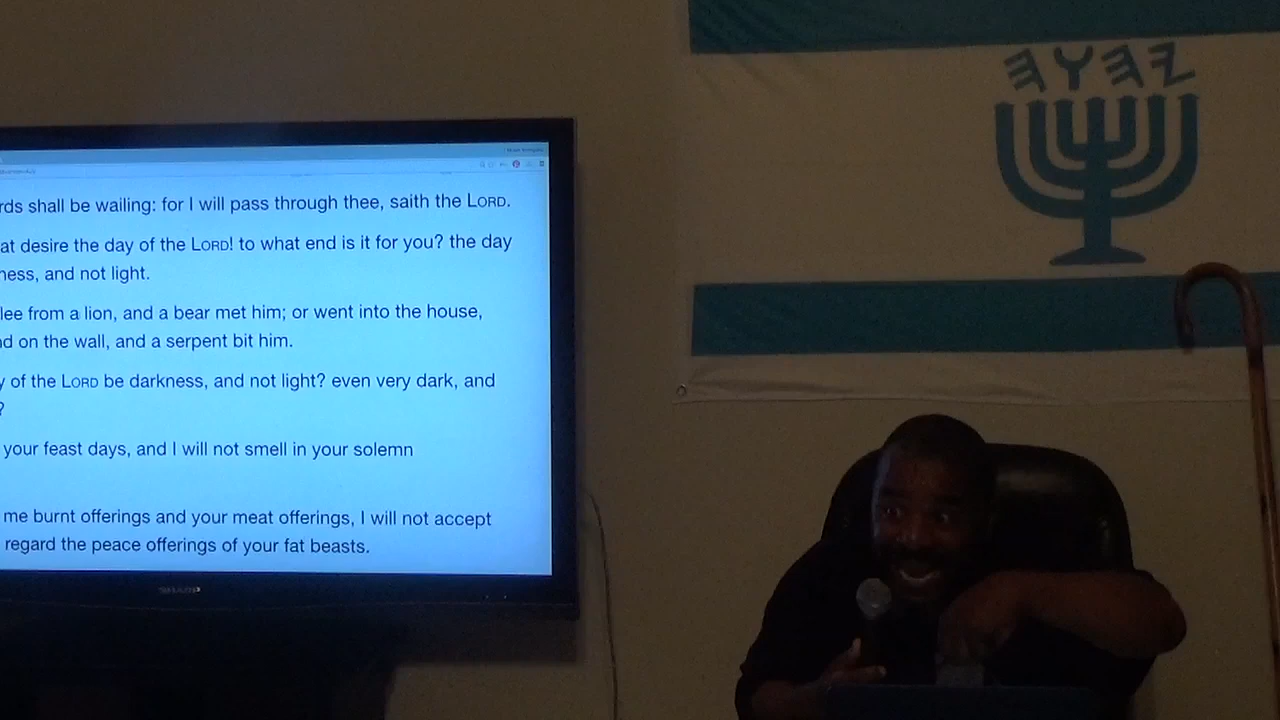 rds shall be wailing: for I will pass through thee, saith the LORD.
at desire the day of the LORD! to what end is it for you? the day
ness, and not light.
lee from a lion, and a bear met him; or went into the house,
d on the wall, and a serpent bit him.
y of the LORD be darkness, and not light? even very dark, and
?
your feast days, and I will not smell in your solemn
me burnt offerings and your meat offerings, I will not accept
regard the peace offerings of your fat beasts.
SHARP
𐤉𐤄𐤅𐤄